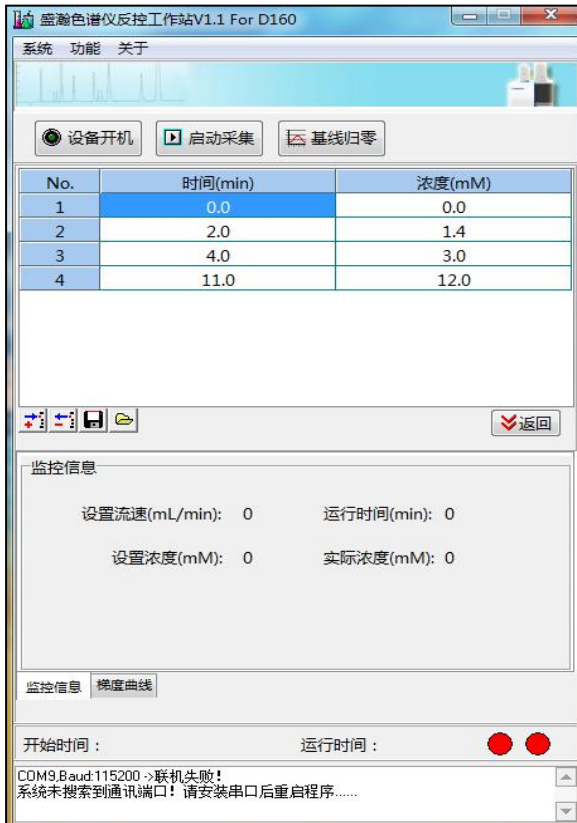 盛瀚色谱仪反控工作站V1.1 For D160
系统 功能 关于
设备开机 启动采集 基线归零
No. 时间(min) 浓度(mM)
1 0.0 0.0
2 2.0 1.4
3 4.0 3.0
4 11.0 12.0
返回
监控信息
设置流速(mL/min): 0 运行时间(min): 0
设置浓度(mM): 0 实际浓度(mM): 0
监控信息 梯度曲线
开始时间： 运行时间：
COM9,Baud:115200 ->联机失败！
系统未搜索到通讯端口！请安装串口后重启程序......